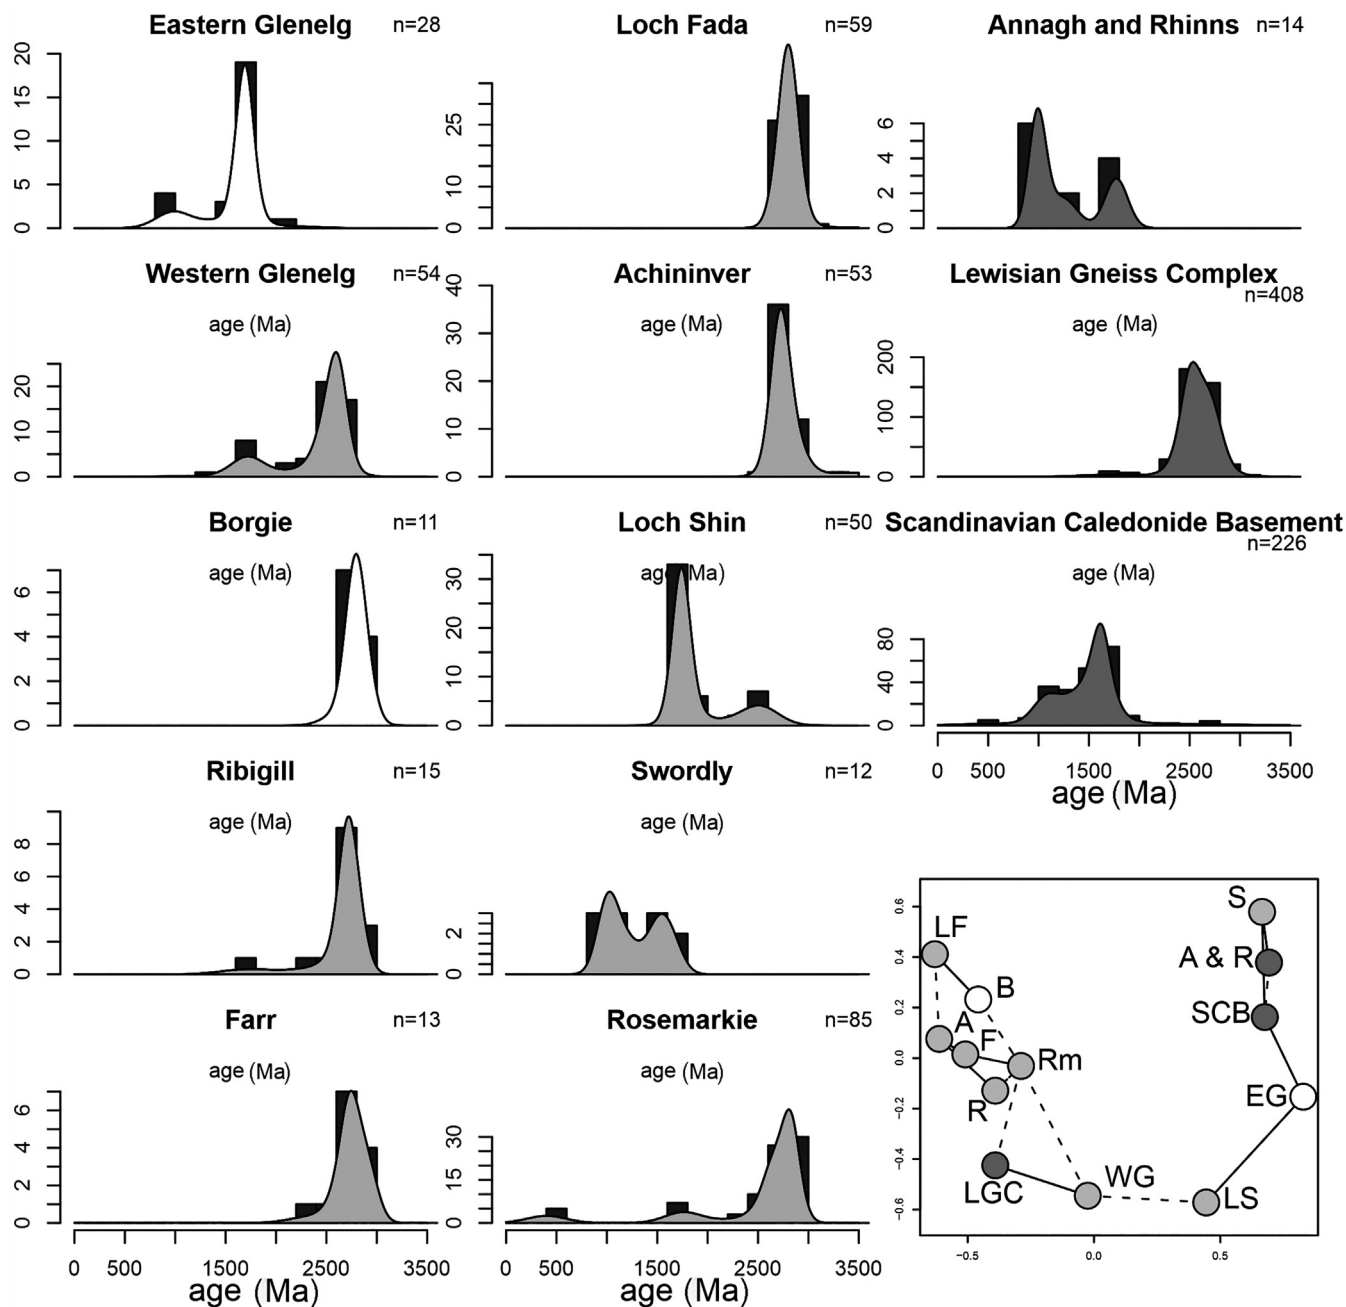 Eastern Glenelg n=28
20
15
10
5
0
Loch Fada n=59
25
10
0
Annagh and Rhinns n=14
6
4
2
0
Western Glenelg n=54
age (Ma)
20
10
0
Achininver n=53
age (Ma)
40
30
20
10
0
Lewisian Gneiss Complex
n=408
age (Ma)
200
100
0
Borgie n=11
age (Ma)
6
4
2
0
Loch Shin n=50
age (Ma)
30
20
10
0
Scandinavian Caledonide Basement
n=226
age (Ma)
80
40
0
0 500 1500 2500 3500
age (Ma)
Ribigill n=15
age (Ma)
8
6
4
2
0
Swordly n=12
age (Ma)
2
0
Farr n=13
age (Ma)
6
4
2
0
0 500 1500 2500 3500
age (Ma)
Rosemarkie n=85
age (Ma)
30
15
0
0 500 1500 2500 3500
age (Ma)
0.6
0.4
0.2
0.0
−0.2
−0.4
−0.6
S
LF
A & R
B
SCB
A
F
Rm
EG
R
LGC
WG
LS
−0.5 0.0 0.5